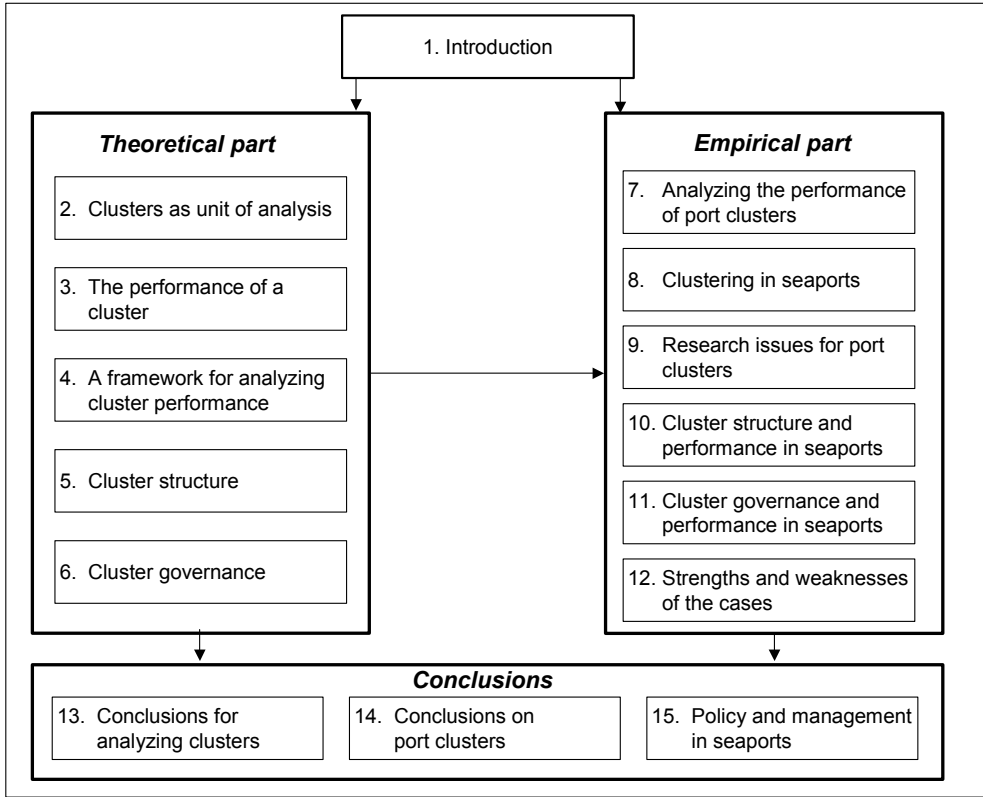 1. Introduction
Theoretical part
2. Clusters as unit of analysis
3. The performance of a
cluster
4. A framework for analyzing
cluster performance
5. Cluster structure
6. Cluster governance
Empirical part
7. Analyzing the performance
of port clusters
8. Clustering in seaports
9. Research issues for port
clusters
10. Cluster structure and
performance in seaports
11. Cluster governance and
performance in seaports
12. Strengths and weaknesses
of the cases
Conclusions
13. Conclusions for
analyzing clusters
14. Conclusions on
port clusters
15. Policy and management
in seaports